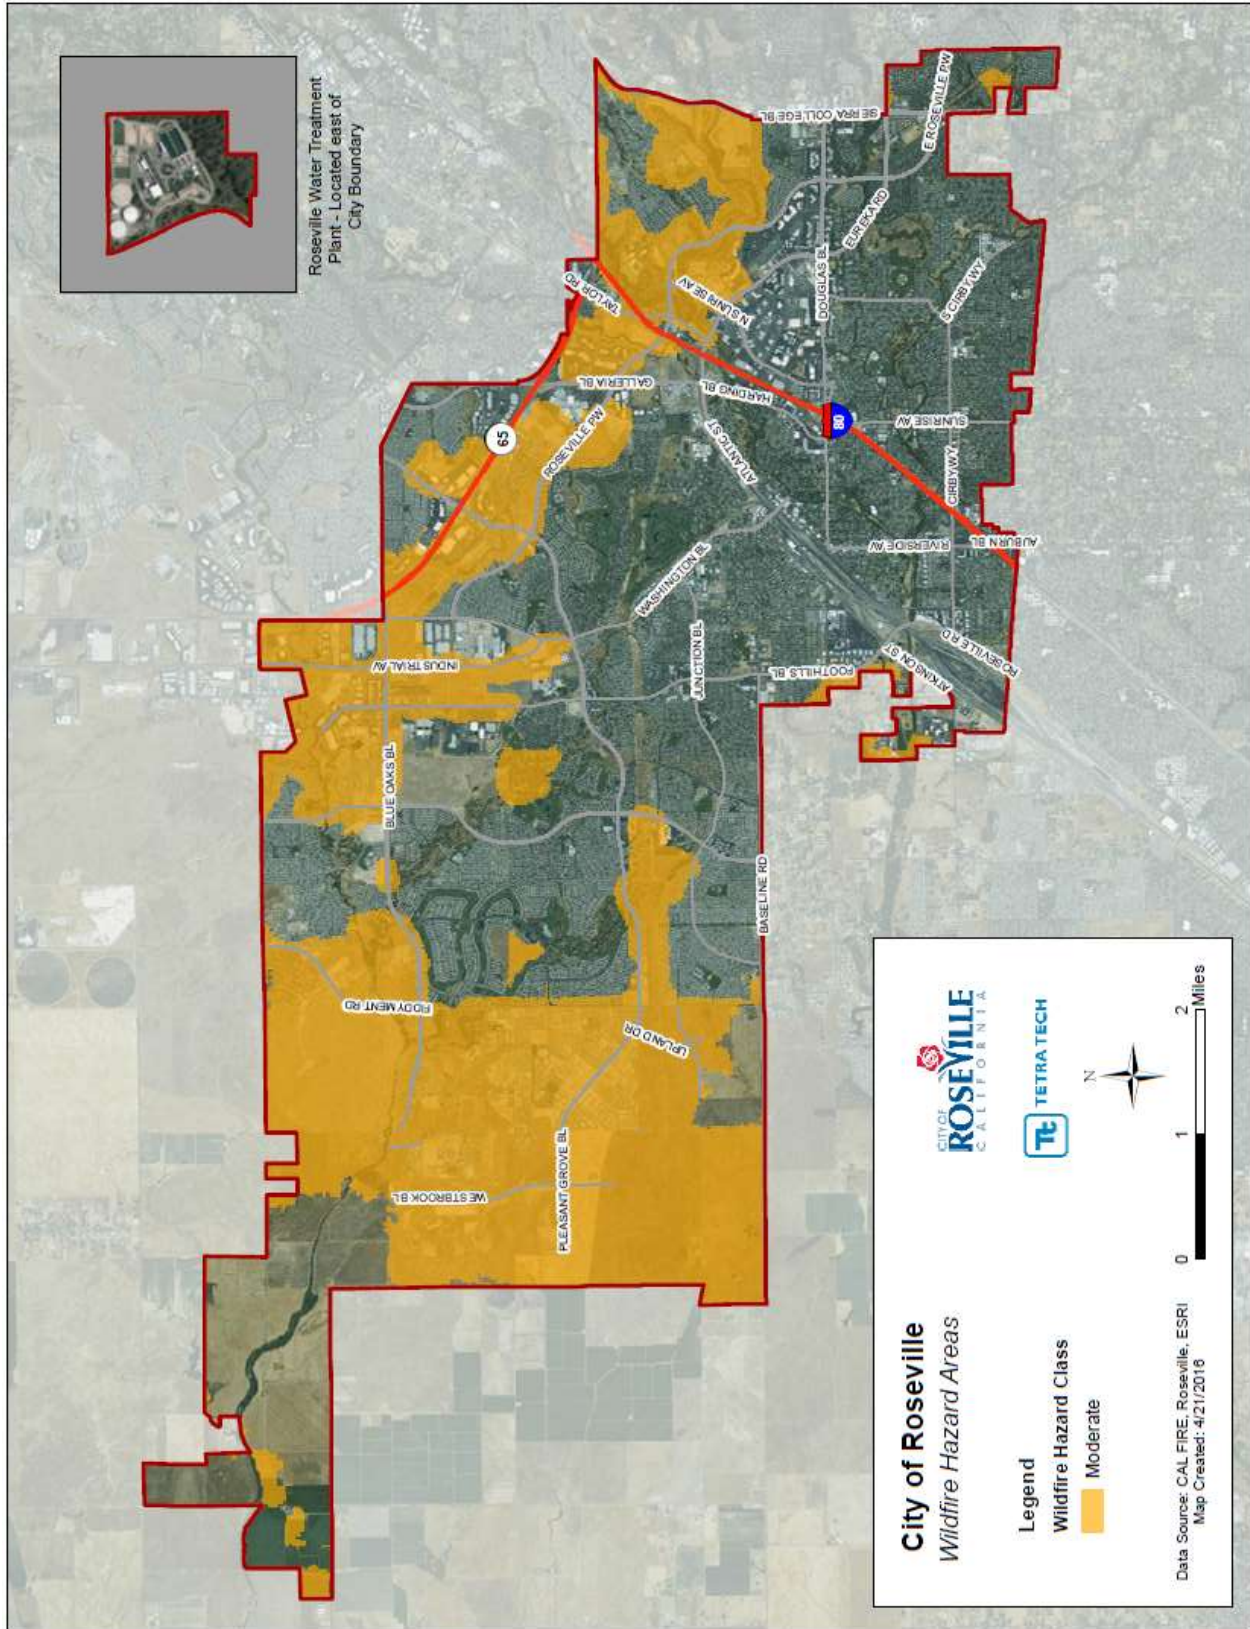 Roseville Water Treatment
Plant - Located east of
City Boundary
TAYLOR RD
SIERRA COLLEGE BL
E ROSEVILLE PW
EUREKA RD
DOUGLAS BL
N SUNRISE AV
S CIRBY WY
GALLERIA BL
HARDING BL
65
ROSEVILLE PW
ATLANTIC ST
80
SUNRISE AV
CIRBY WY
RIVERSIDE AV
AUBURN BL
WASHINGTON BL
INDUSTRIAL AV
JUNCTION BL
FOOTHILLS BL
ATKINSON ST
ROSEVILLE RD
BLUE OAKS BL
BASELINE RD
FIDDYMENT RD
UPLAND DR
PLEASANT GROVE BL
WESTBROOK BL
City of Roseville
Wildfire Hazard Areas
Legend
Wildfire Hazard Class
Moderate
Data Source: CAL FIRE, Roseville, ESRI
Map Created: 4/21/2016
CITY OF
ROSEVILLE
CALIFORNIA
Tt TETRA TECH
N
0 1 2
Miles